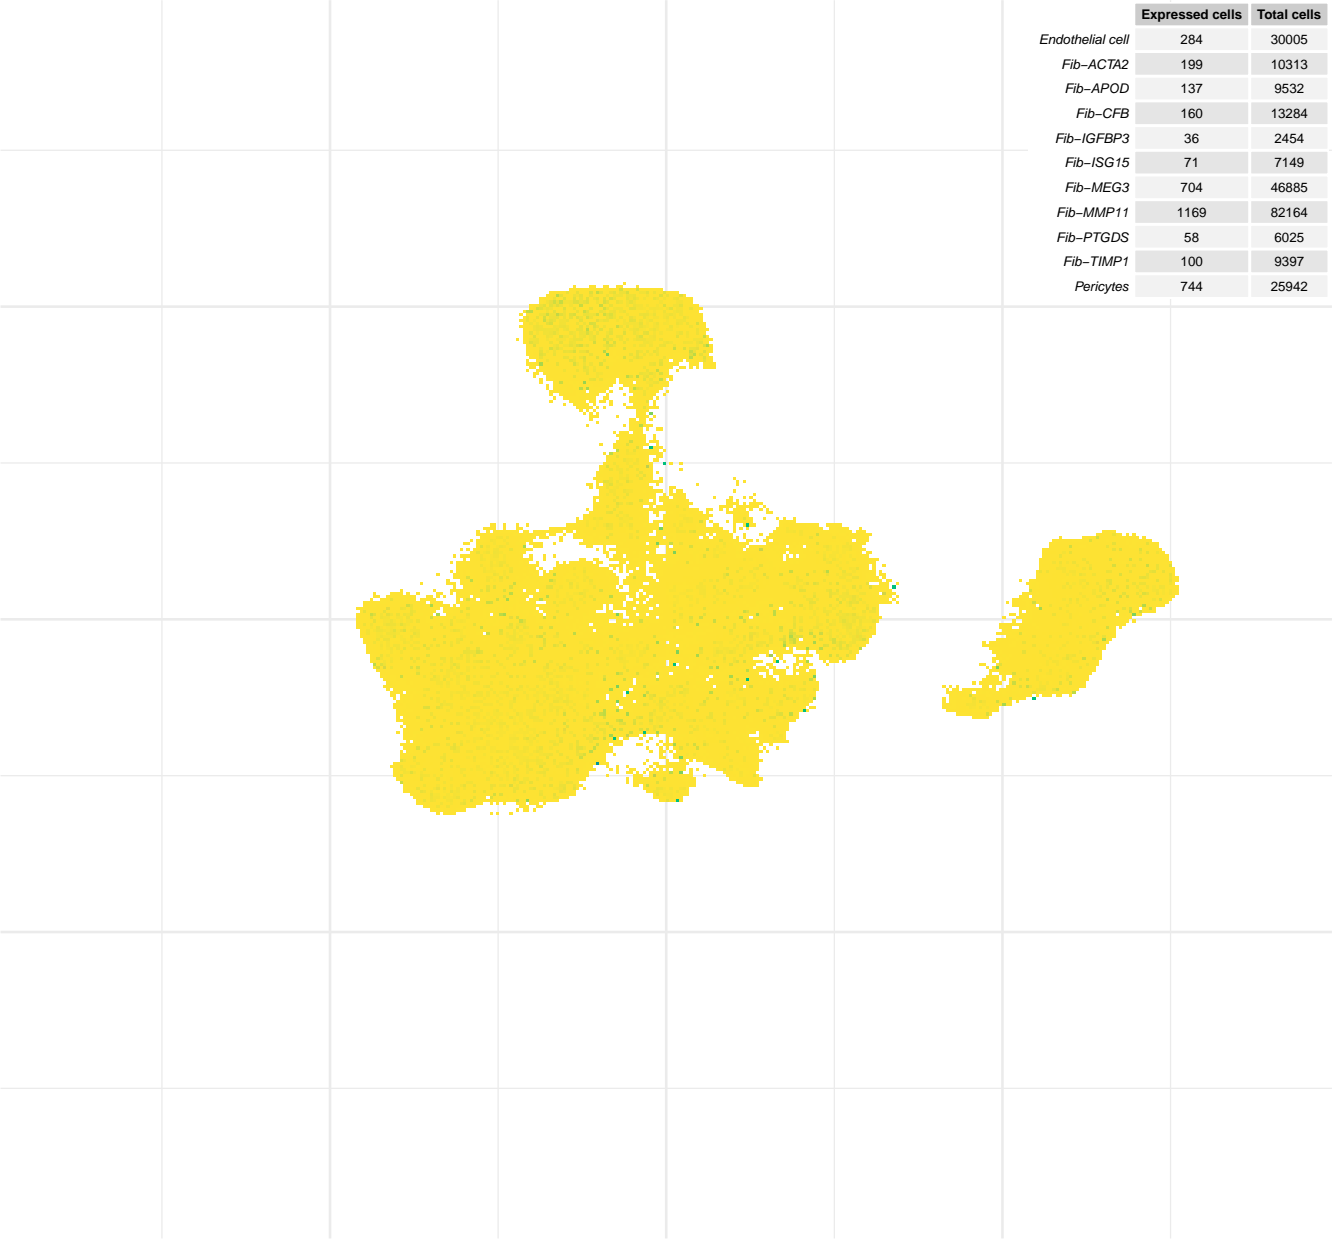 Expressed cells Total cells
Endothelial cell 284 30005
Fib−ACTA2 199 10313
Fib−APOD 137 9532
Fib−CFB 160 13284
Fib−IGFBP3 36 2454
Fib−ISG15 71 7149
Fib−MEG3 704 46885
Fib−MMP11 1169 82164
Fib−PTGDS 58 6025
Fib−TIMP1 100 9397
Pericytes 744 25942